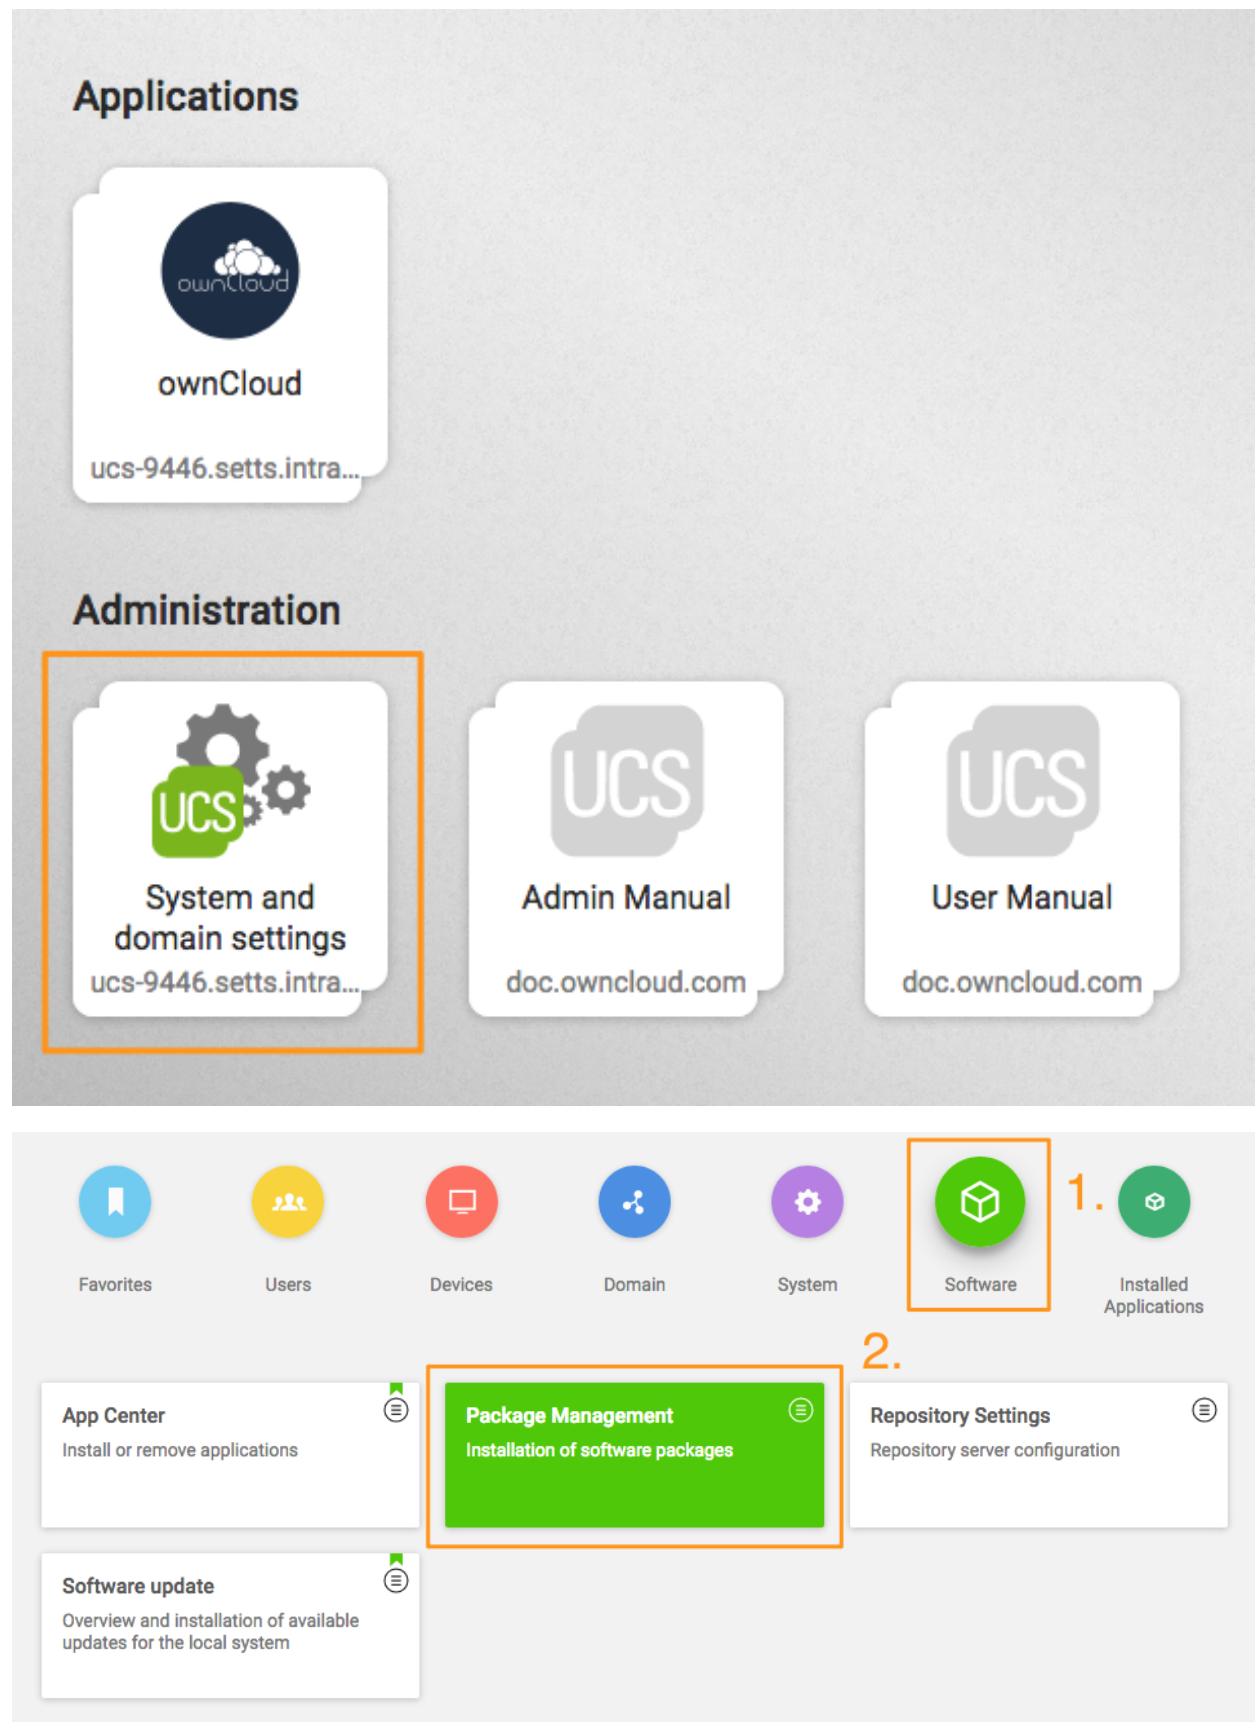 Applications
ownCloud
ownCloud
ucs-9446.setts.intra...
Administration
UCS
System and
domain settings
ucs-9446.setts.intra...
UCS
Admin Manual
doc.owncloud.com
UCS
User Manual
doc.owncloud.com
1.
Favorites
Users
Devices
Domain
System
Software
Installed
Applications
2.
App Center
Install or remove applications
Package Management
Installation of software packages
Repository Settings
Repository server configuration
Software update
Overview and installation of available
updates for the local system